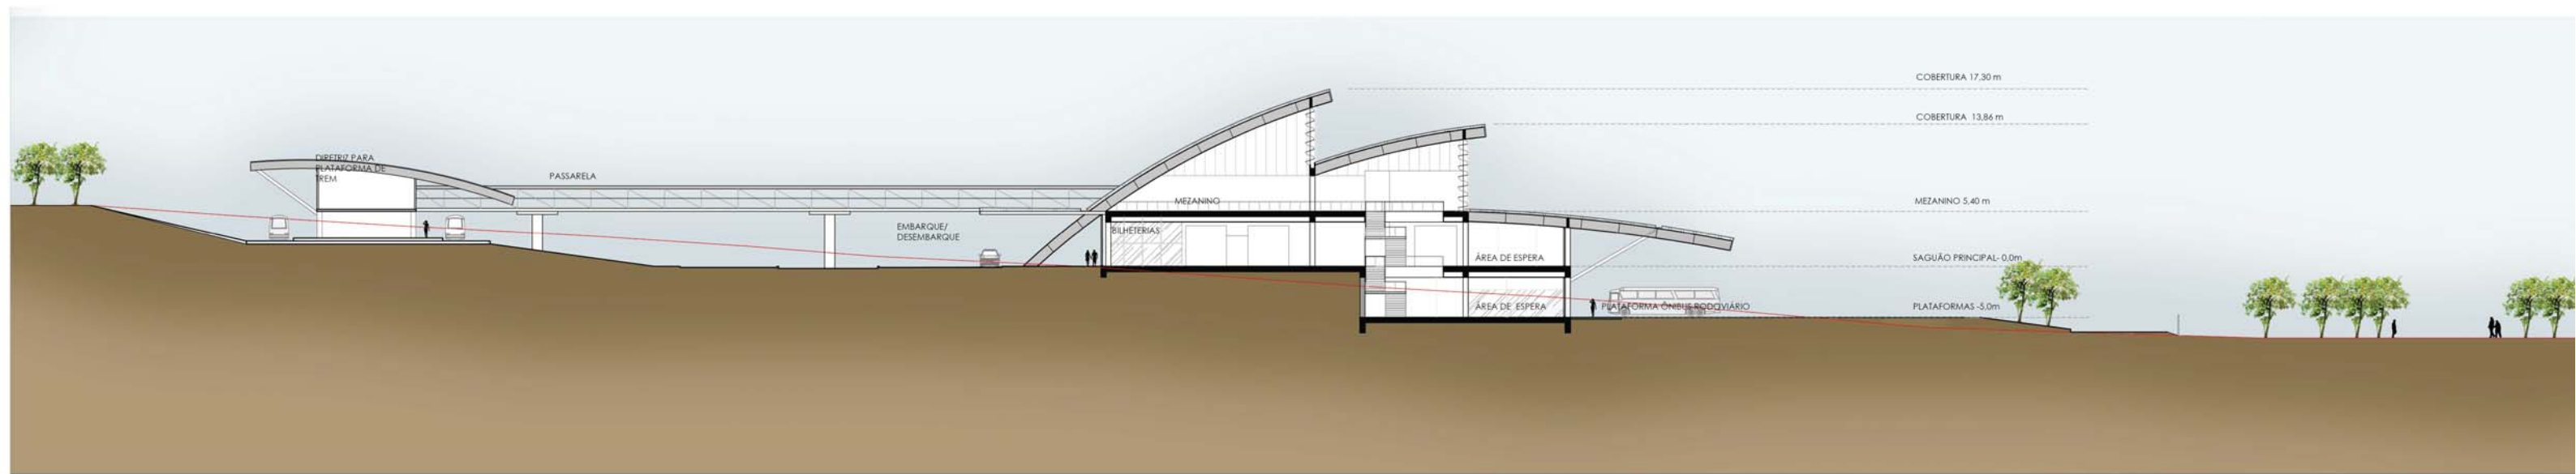 COBERTURA 17,30 m
COBERTURA 13,86 m
DIRETRIZ PARA
PLATAFORMA DE
TREM
PASSARELA
MEZANINO
MEZANINO 5,40 m
EMBARQUE/
DESEMBARQUE
BILHETERIAS
ÁREA DE ESPERA
SAGUÃO PRINCIPAL- 0,0m
ÁREA DE ESPERA
PLATAFORMA ÔNIBUS RODOVIÁRIO
PLATAFORMAS -5,0m